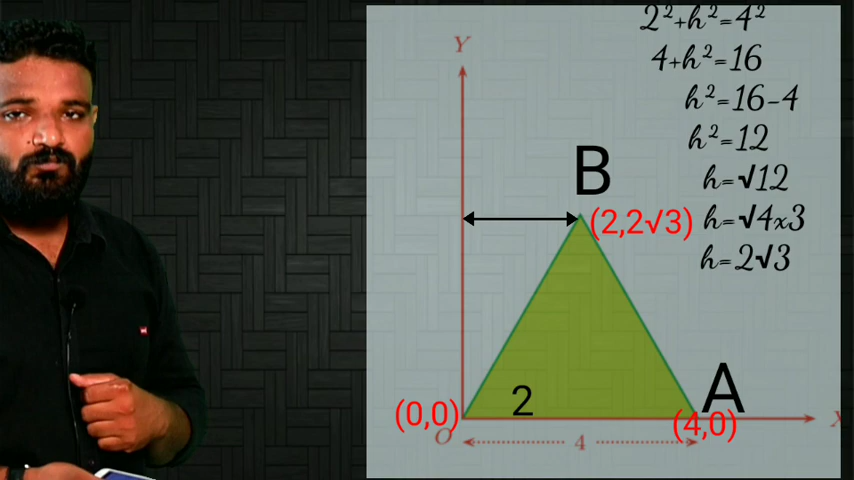 2²+h²=4²
Y
4+h²=16
h²=16-4
h²=12
B
h=√12
(2,2√3)
h=√4x3
h=2√3
A
2
(0,0)
(4,0)
X
O
4